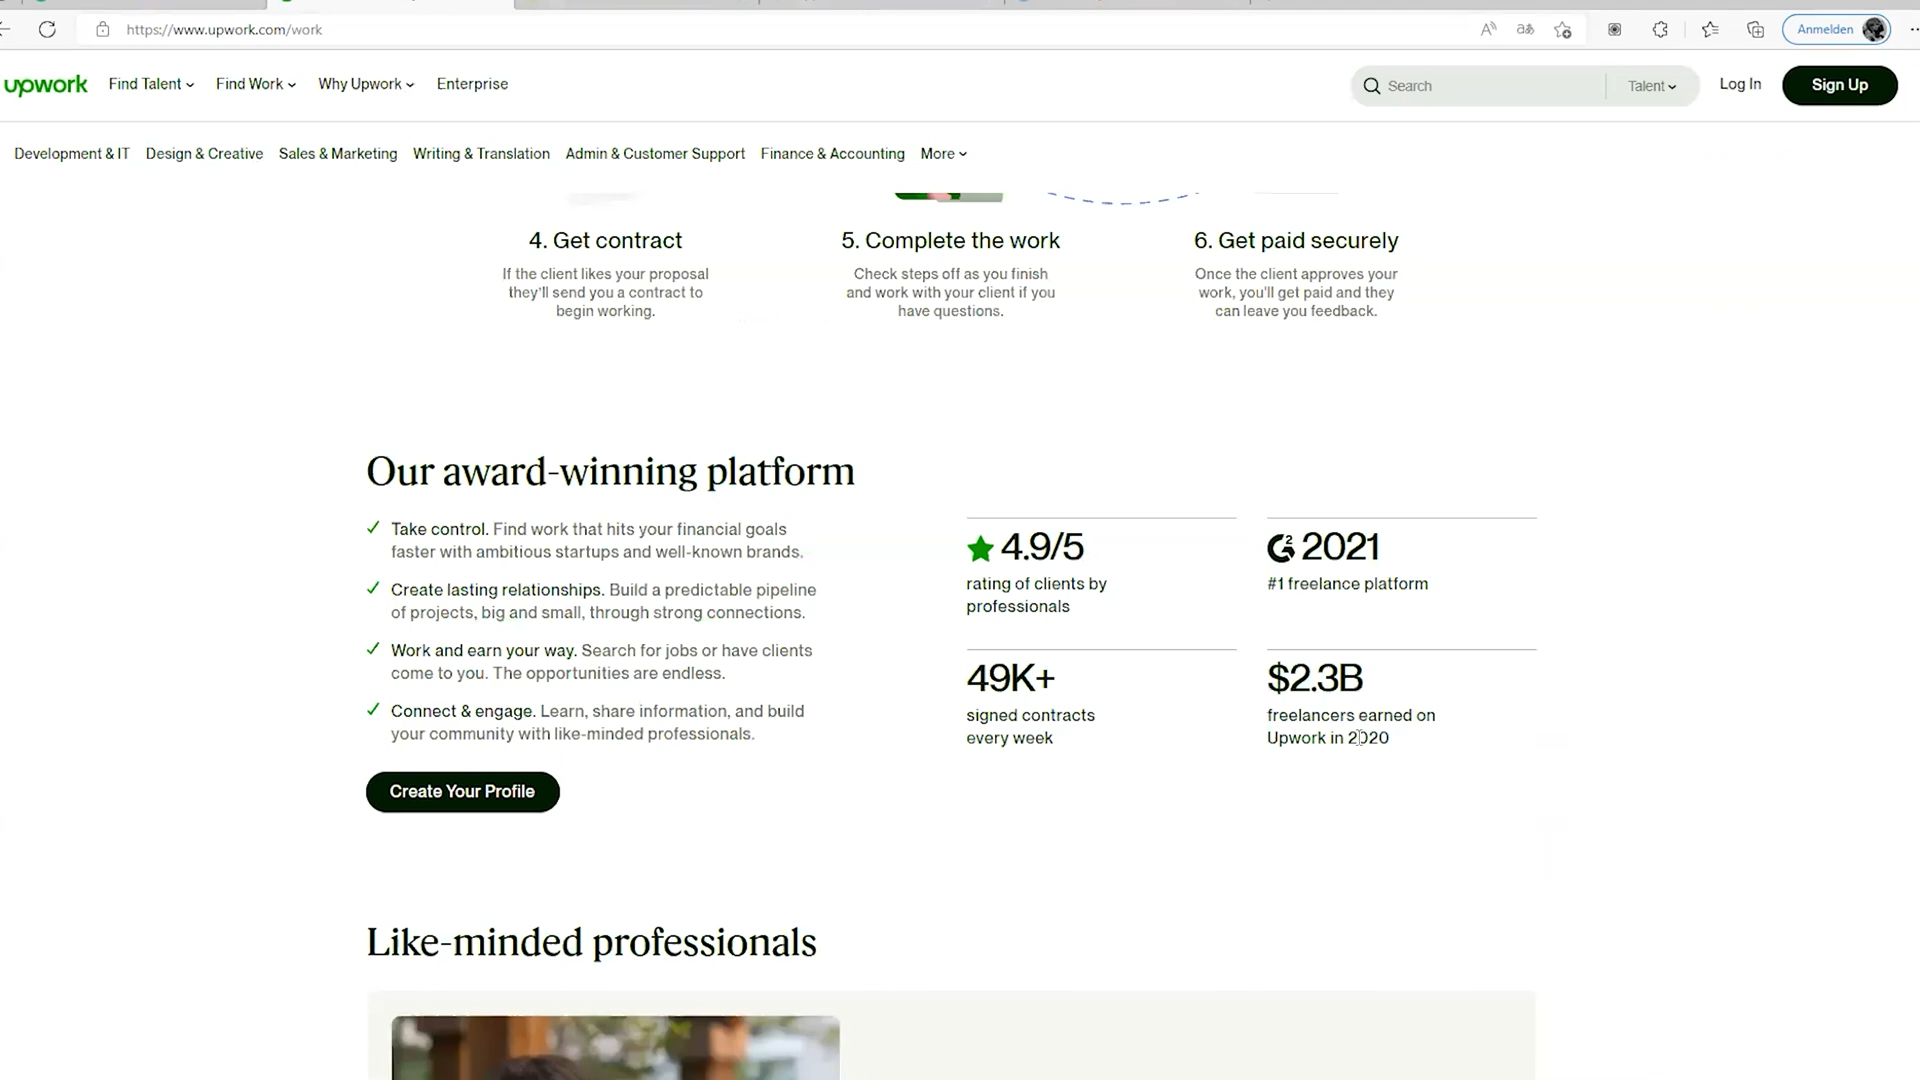 https://www.upwork.com/work
Anmelden
upwork Find Talent Find Work Why Upwork Enterprise Search Talent Log In Sign Up
Development & IT Design & Creative Sales & Marketing Writing & Translation Admin & Customer Support Finance & Accounting More
4. Get contract
If the client likes your proposal
they'll send you a contract to
begin working.
5. Complete the work
Check steps off as you finish
and work with your client if you
have questions.
6. Get paid securely
Once the client approves your
work, you'll get paid and they
can leave you feedback.
Our award-winning platform
Take control. Find work that hits your financial goals
faster with ambitious startups and well-known brands.
Create lasting relationships. Build a predictable pipeline
of projects, big and small, through strong connections.
Work and earn your way. Search for jobs or have clients
come to you. The opportunities are endless.
Connect & engage. Learn, share information, and build
your community with like-minded professionals.
Create Your Profile
4.9/5
rating of clients by
professionals
G2 2021
#1 freelance platform
49K+
signed contracts
every week
$2.3B
freelancers earned on
Upwork in 2020
Like-minded professionals